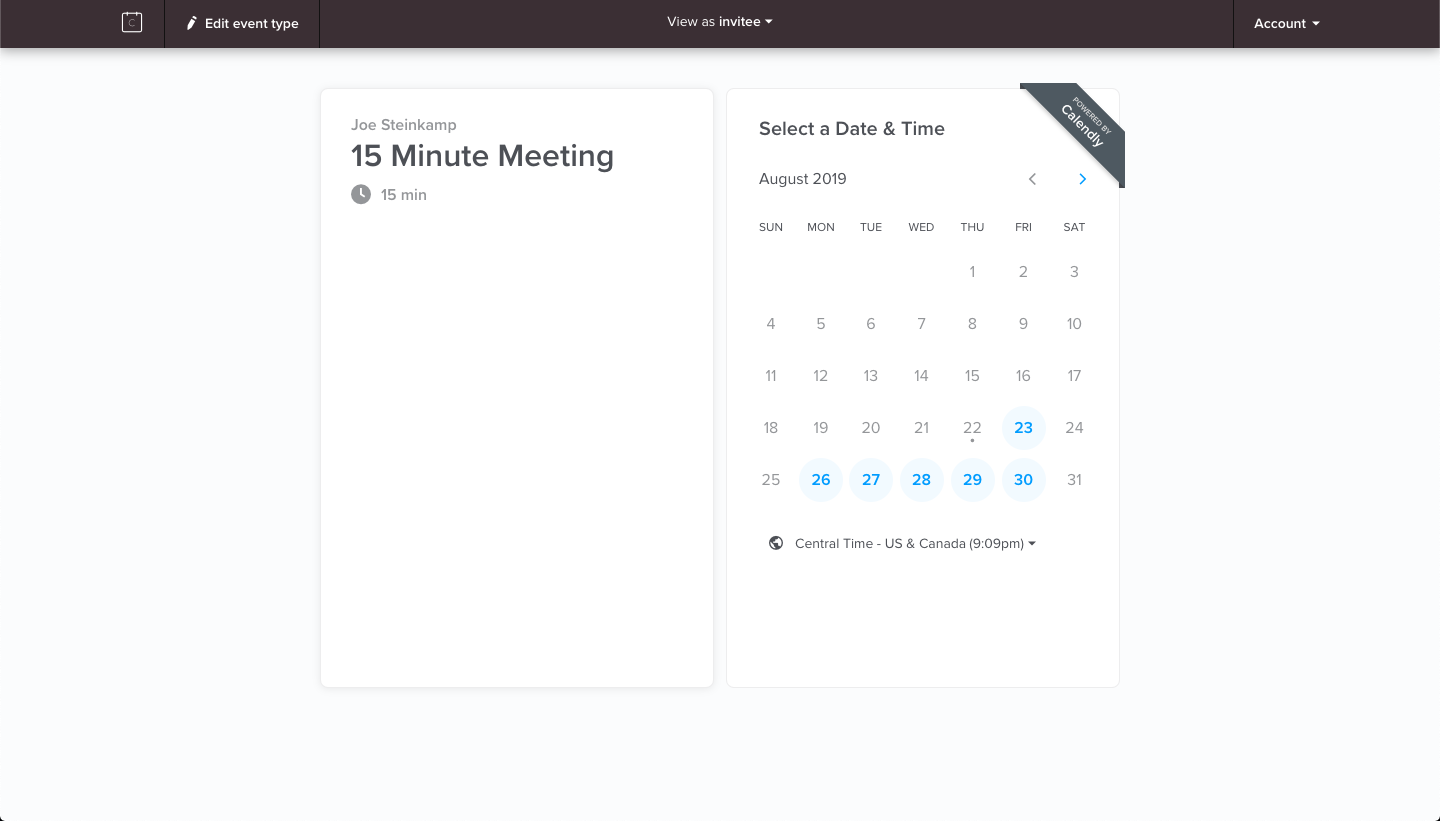 C
Edit event type
View as invitee
Account
Joe Steinkamp
15 Minute Meeting
15 min
POWERED BY
Calendly
Select a Date & Time
August 2019
SUN MON TUE WED THU FRI SAT
1 2 3
4 5 6 7 8 9 10
11 12 13 14 15 16 17
18 19 20 21 22 23 24
25 26 27 28 29 30 31
Central Time - US & Canada (9:09pm)